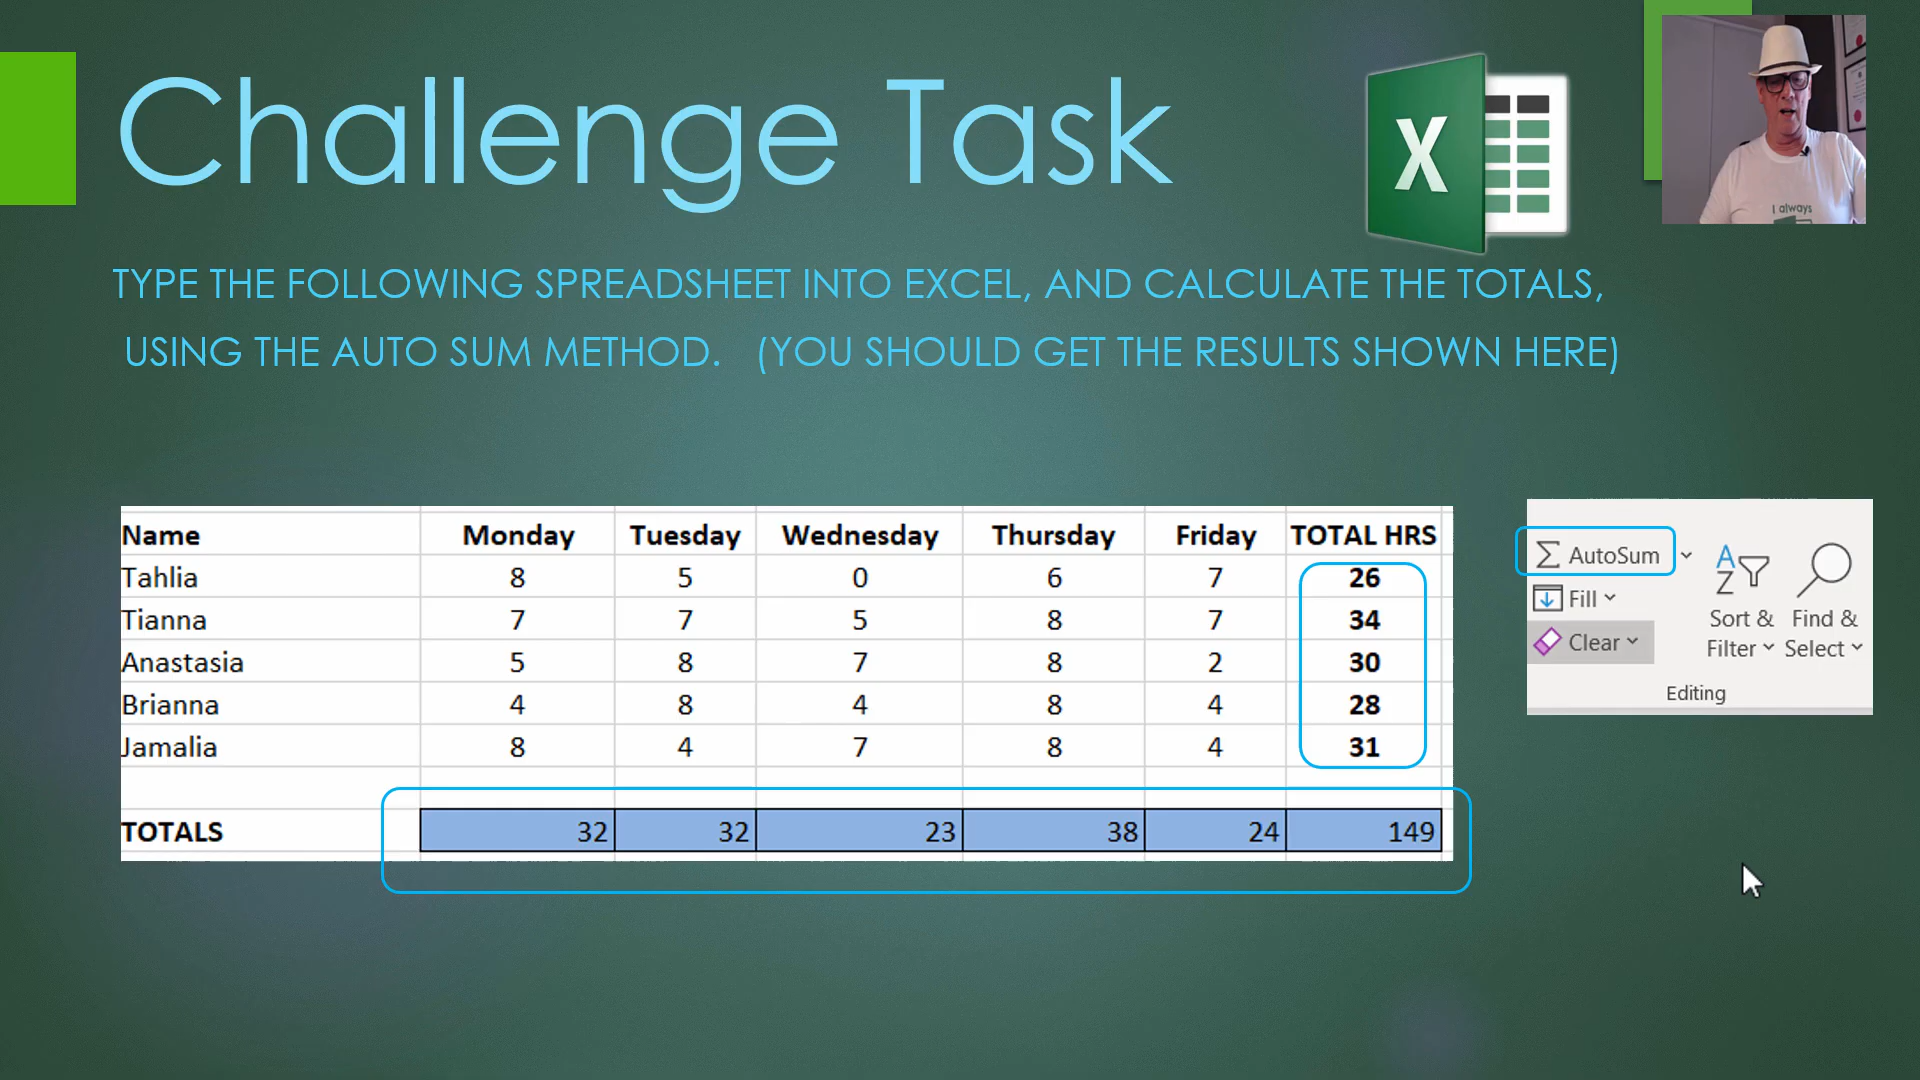 Challenge Task
X
I always
TYPE THE FOLLOWING SPREADSHEET INTO EXCEL, AND CALCULATE THE TOTALS,
USING THE AUTO SUM METHOD. (YOU SHOULD GET THE RESULTS SHOWN HERE)
Name Monday Tuesday Wednesday Thursday Friday TOTAL HRS
Tahlia 8 5 0 6 7 26
Tianna 7 7 5 8 7 34
Anastasia 5 8 7 8 2 30
Brianna 4 8 4 8 4 28
Jamalia 8 4 7 8 4 31
TOTALS 32 32 23 38 24 149
Σ AutoSum
Fill
Clear
A
Z
Sort &
Filter
Find &
Select
Editing